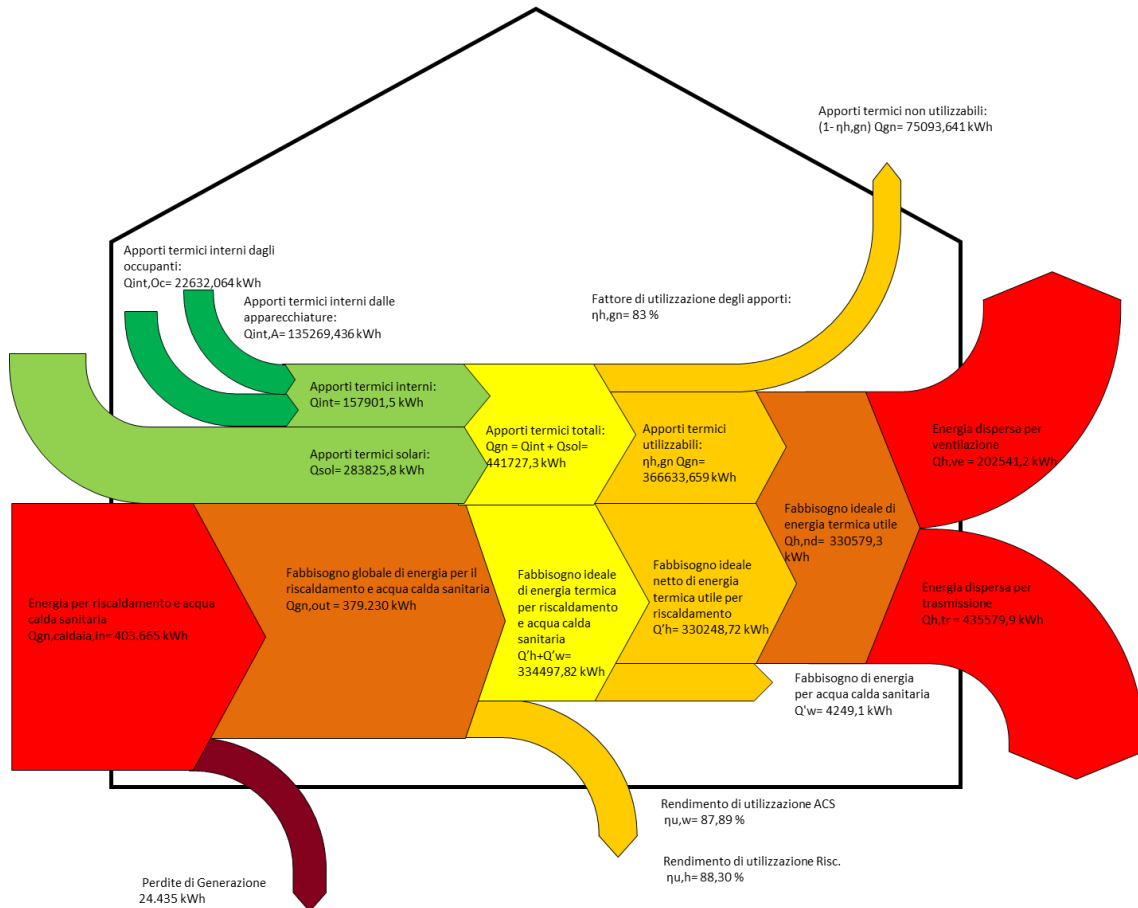 Apporti termici non utilizzabili:
(1- ηh,gn) Qgn= 75093,641 kWh
Apporti termici interni dagli
occupanti:
Qint,Oc= 22632,064 kWh
Apporti termici interni dalle
apparecchiature:
Qint,A= 135269,436 kWh
Fattore di utilizzazione degli apporti:
ηh,gn= 83 %
Apporti termici interni:
Qint= 157901,5 kWh
Apporti termici solari:
Qsol= 283825,8 kWh
Apporti termici totali:
Qgn = Qint + Qsol=
441727,3 kWh
Apporti termici
utilizzabili:
ηh,gn Qgn=
366633,659 kWh
Energia dispersa per
ventilazione
Qh,ve = 202541,2 kWh
Fabbisogno ideale di
energia termica utile
Qh,nd= 330579,3
kWh
Energia per riscaldamento e acqua
calda sanitaria
Qgn,caldaia,in= 403.665 kWh
Fabbisogno globale di energia per il
riscaldamento e acqua calda sanitaria
Qgn,out = 379.230 kWh
Fabbisogno ideale
di energia termica
per riscaldamento
e acqua calda
sanitaria
Q’h+Q’w=
334497,82 kWh
Fabbisogno ideale
netto di energia
termica utile per
riscaldamento
Q’h= 330248,72 kWh
Energia dispersa per
trasmissione
Qh,tr = 435579,9 kWh
Fabbisogno di energia
per acqua calda sanitaria
Q'w= 4249,1 kWh
Rendimento di utilizzazione ACS
ηu,w= 87,89 %
Rendimento di utilizzazione Risc.
ηu,h= 88,30 %
Perdite di Generazione
24.435 kWh